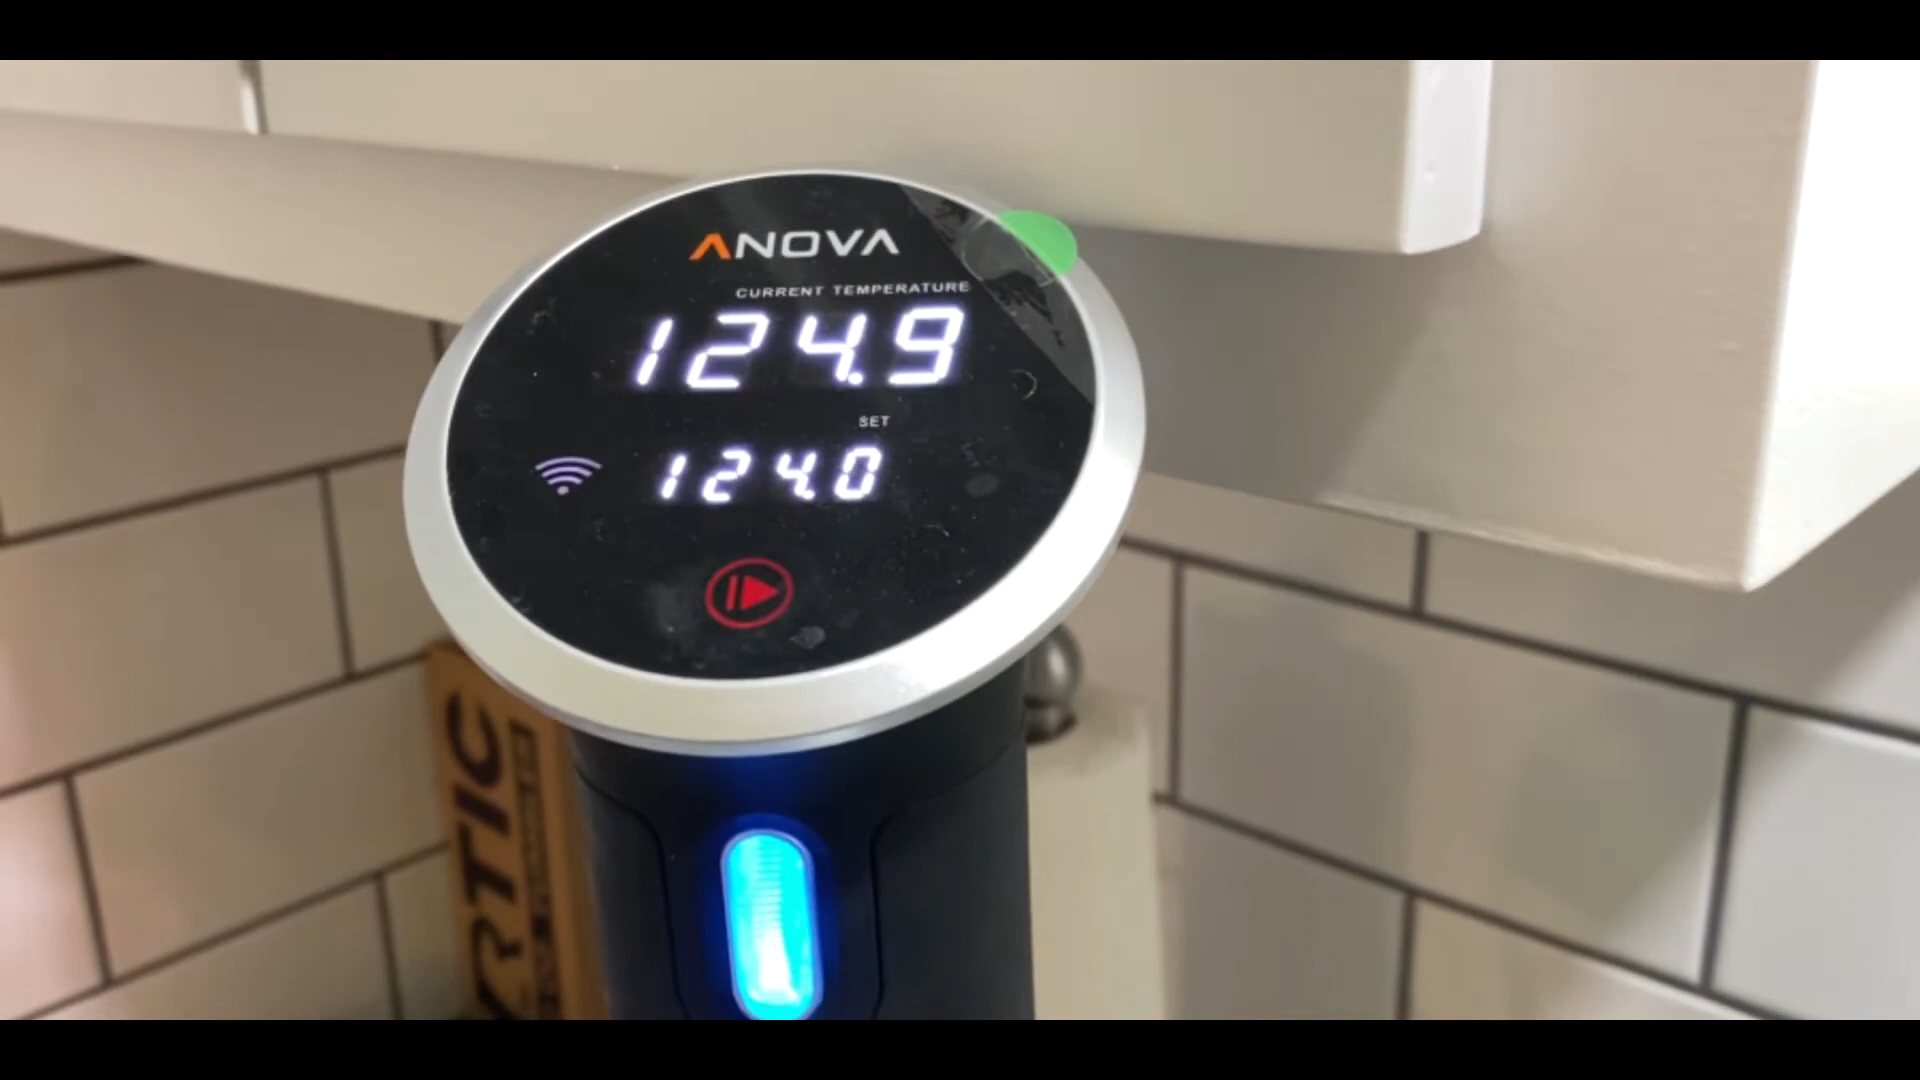 ANOVA
CURRENT TEMPERATURE
124.9
SET
124.0
RTIC